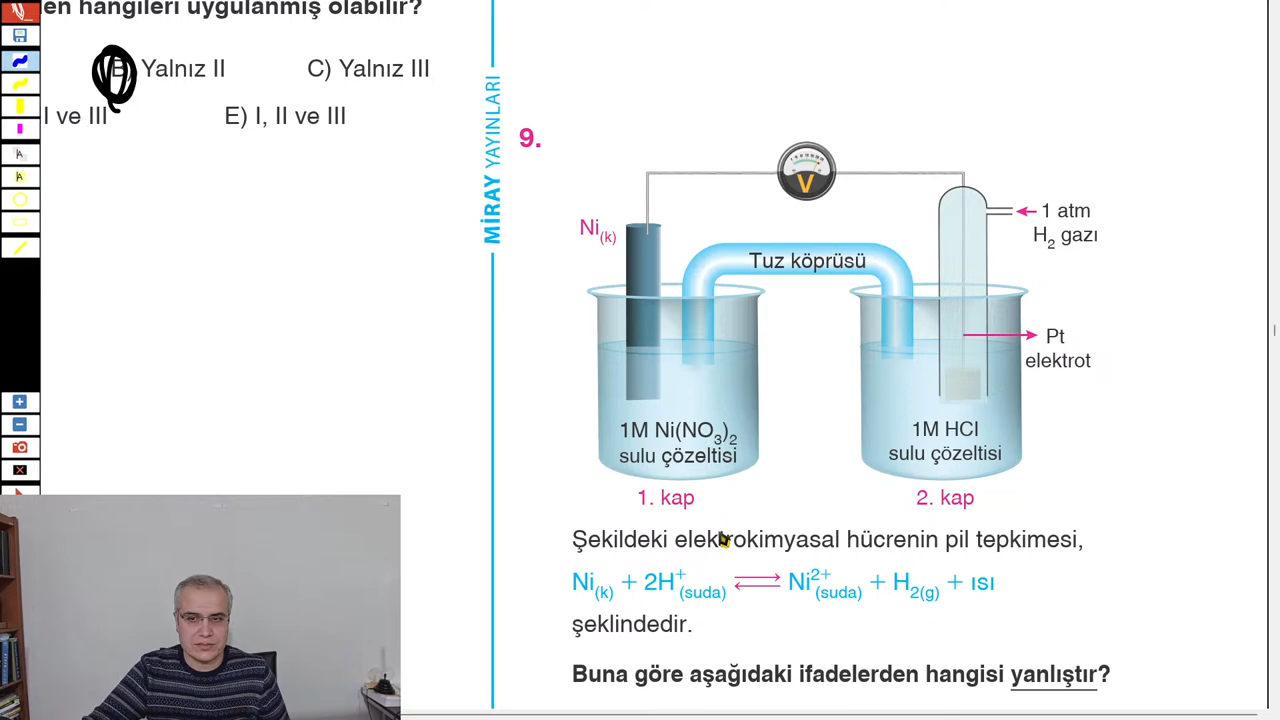 en hangileri uygulanmış olabilir?
B) Yalnız II
C) Yalnız III
I ve III
E) I, II ve III
MİRAY YAYINLARI
9.
V
Ni(k)
1 atm
H2 gazı
Tuz köprüsü
Pt
elektrot
1M Ni(NO3)2
sulu çözeltisi
1M HCl
sulu çözeltisi
1. kap
2. kap
Şekildeki elektrokimyasal hücrenin pil tepkimesi,
Ni(k) + 2H+(suda) ⇌ Ni2+(suda) + H2(g) + ısı
şeklindedir.
Buna göre aşağıdaki ifadelerden hangisi yanlıştır?